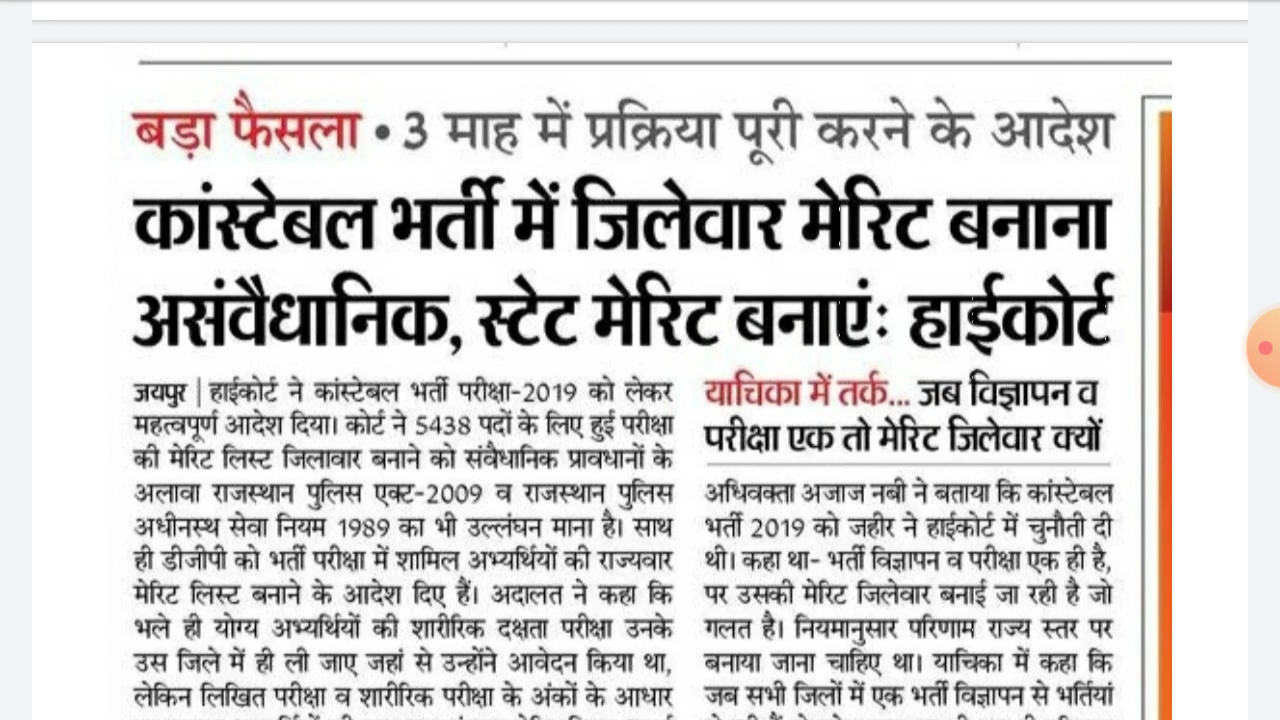 बड़ा फैसला • 3 माह में प्रक्रिया पूरी करने के आदेश
कांस्टेबल भर्ती में जिलेवार मेरिट बनाना
असंवैधानिक, स्टेट मेरिट बनाएं: हाईकोर्ट
जयपुर | हाईकोर्ट ने कांस्टेबल भर्ती परीक्षा-2019 को लेकर
महत्वपूर्ण आदेश दिया। कोर्ट ने 5438 पदों के लिए हुई परीक्षा
की मेरिट लिस्ट जिलावार बनाने को संवैधानिक प्रावधानों के
अलावा राजस्थान पुलिस एक्ट-2009 व राजस्थान पुलिस
अधीनस्थ सेवा नियम 1989 का भी उल्लंघन माना है। साथ
ही डीजीपी को भर्ती परीक्षा में शामिल अभ्यर्थियों की राज्यवार
मेरिट लिस्ट बनाने के आदेश दिए हैं। अदालत ने कहा कि
भले ही योग्य अभ्यर्थियों की शारीरिक दक्षता परीक्षा उनके
उस जिले में ही ली जाए जहां से उन्होंने आवेदन किया था,
लेकिन लिखित परीक्षा व शारीरिक परीक्षा के अंकों के आधार
याचिका में तर्क... जब विज्ञापन व
परीक्षा एक तो मेरिट जिलेवार क्यों
अधिवक्ता अजाज नबी ने बताया कि कांस्टेबल
भर्ती 2019 को जहीर ने हाईकोर्ट में चुनौती दी
थी। कहा था- भर्ती विज्ञापन व परीक्षा एक ही है,
पर उसकी मेरिट जिलेवार बनाई जा रही है जो
गलत है। नियमानुसार परिणाम राज्य स्तर पर
बनाया जाना चाहिए था। याचिका में कहा कि
जब सभी जिलों में एक भर्ती विज्ञापन से भर्तियां